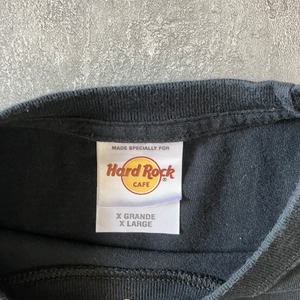 MADE SPECIALLY FOR
Hard Rock
CAFE
®
X GRANDE
X LARGE